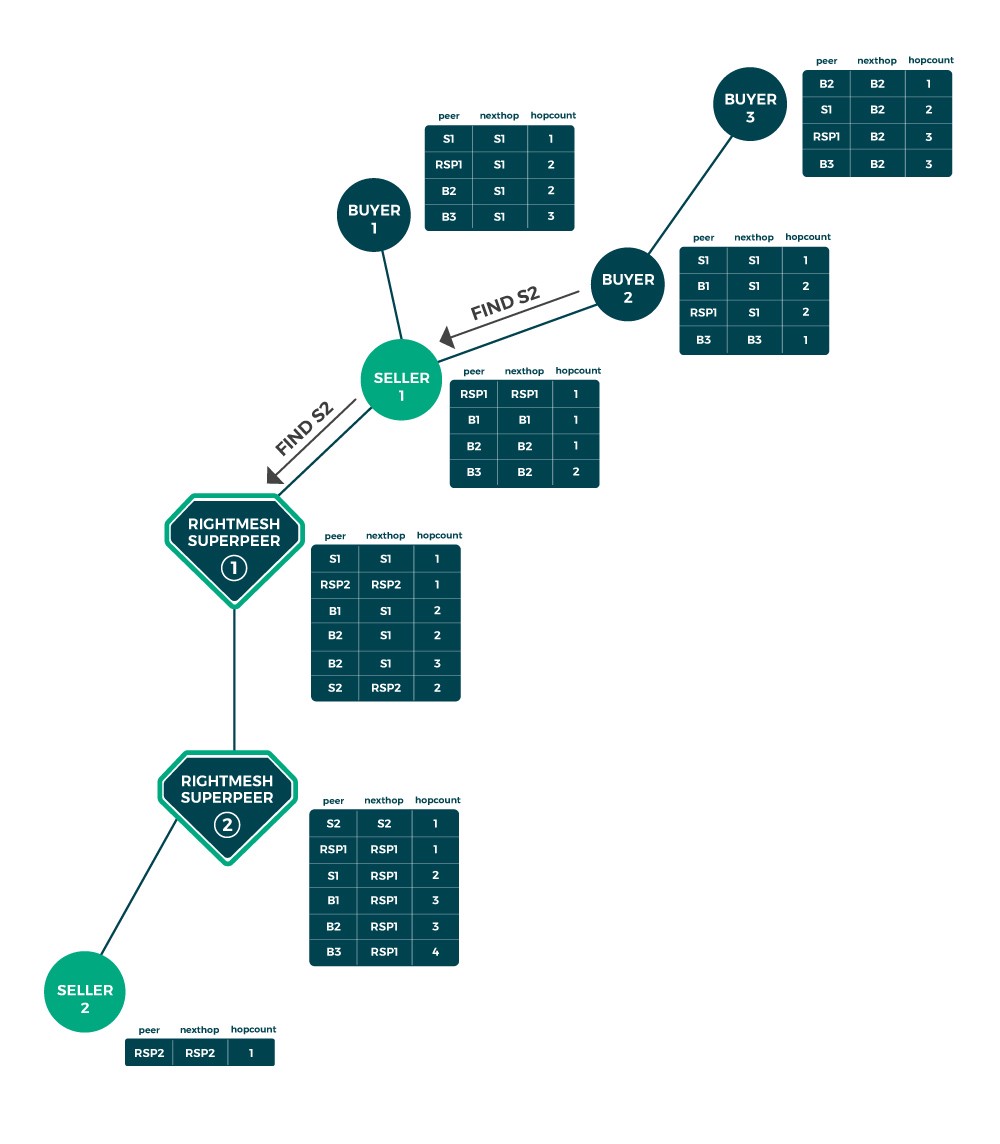 peer nexthop hopcount
B2 B2 1
S1 B2 2
RSP1 B2 3
B3 B2 3
BUYER
3
peer nexthop hopcount
S1 S1 1
RSP1 S1 2
B2 S1 2
B3 S1 3
BUYER
1
peer nexthop hopcount
S1 S1 1
B1 S1 2
RSP1 S1 2
B3 B3 1
BUYER
2
FIND S2
SELLER
1
peer nexthop hopcount
RSP1 RSP1 1
B1 B1 1
B2 B2 1
B3 B2 2
FIND S2
RIGHTMESH
SUPERPEER
1
peer nexthop hopcount
S1 S1 1
RSP2 RSP2 1
B1 S1 2
B2 S1 2
B2 S1 3
S2 RSP2 2
RIGHTMESH
SUPERPEER
2
peer nexthop hopcount
S2 S2 1
RSP1 RSP1 1
S1 RSP1 2
B1 RSP1 3
B2 RSP1 3
B3 RSP1 4
SELLER
2
peer nexthop hopcount
RSP2 RSP2 1